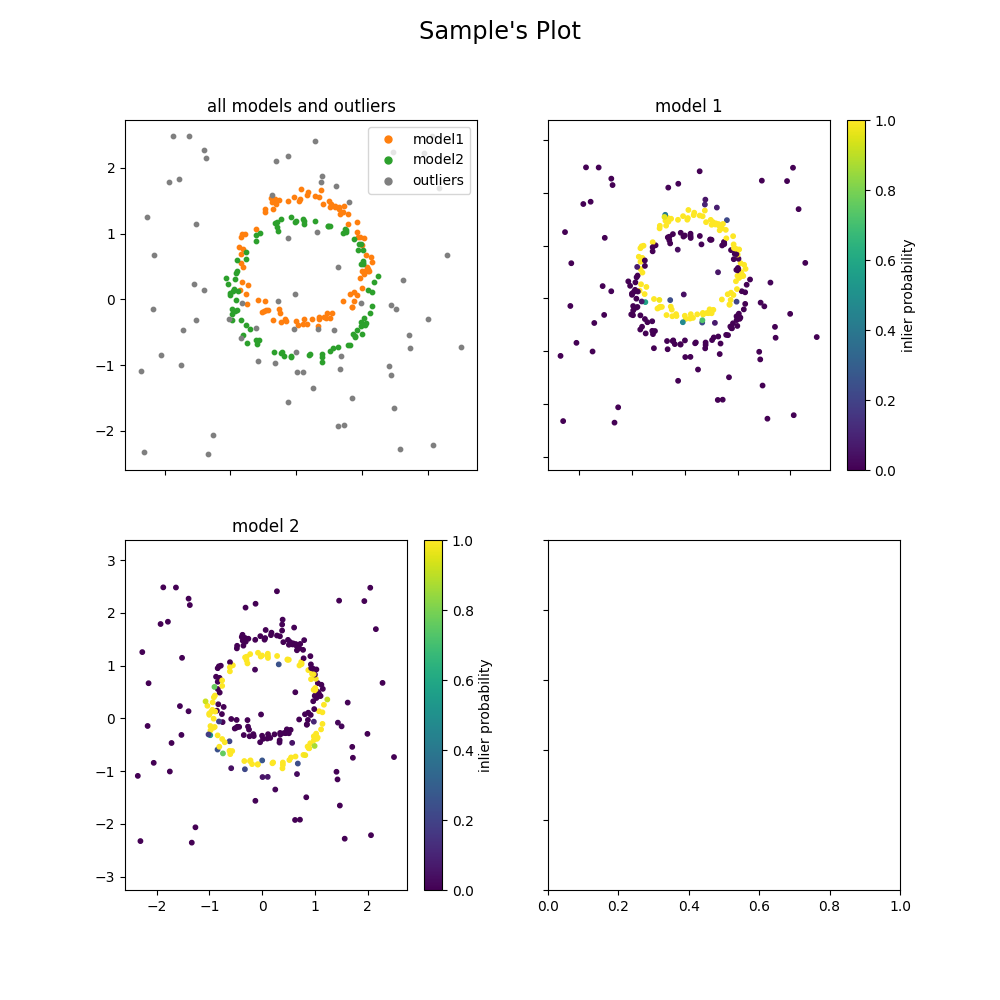 Sample's Plot
all models and outliers
model1
model2
outliers
2
1
0
−1
−2
model 1
1.0
0.8
0.6
0.4
0.2
0.0
inlier probability
model 2
3
2
1
0
−1
−2
−3
−2 −1 0 1 2
1.0
0.8
0.6
0.4
0.2
0.0
inlier probability
0.0 0.2 0.4 0.6 0.8 1.0